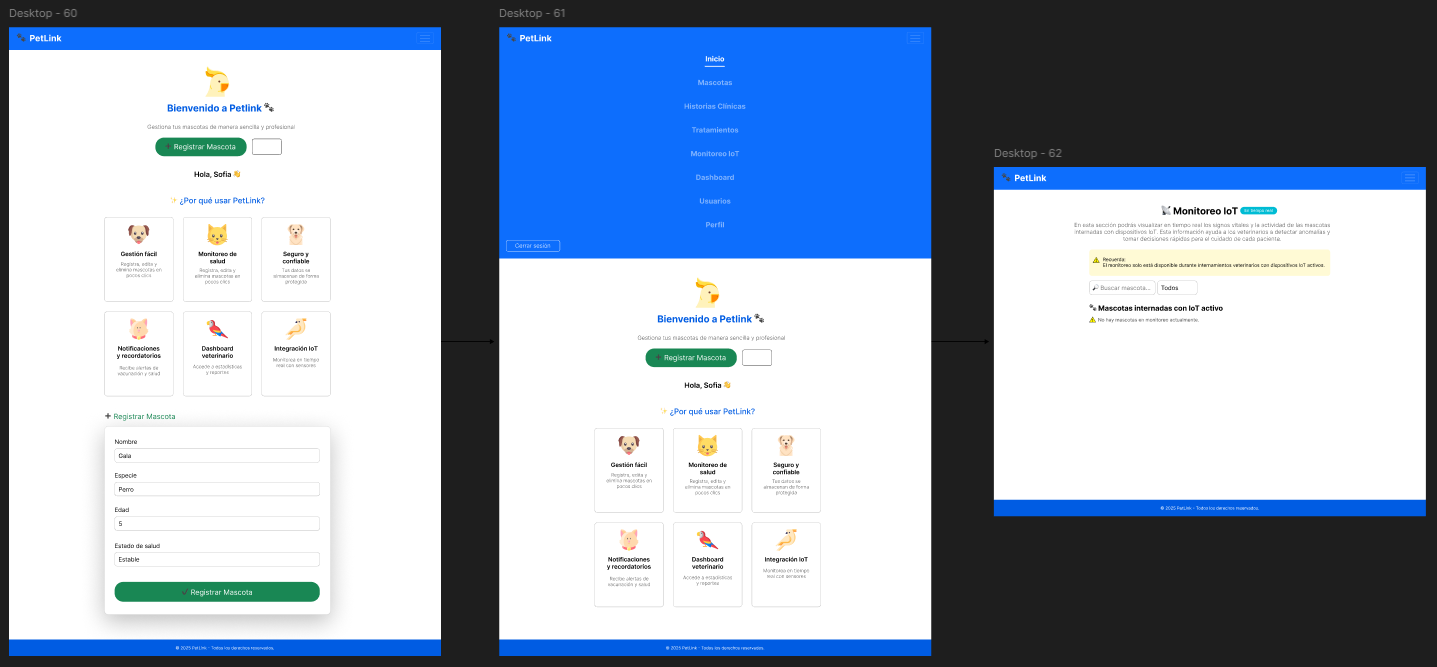 Desktop - 60
PetLink
Bienvenido a Petlink
Gestiona tus mascotas de manera sencilla y profesional
Registrar Mascota
Hola, Sofia
¿Por qué usar PetLink?
Gestión fácil
Registra, edita y
elimina mascotas en
pocos clics
Monitoreo de
salud
Registra, edita y
elimina mascotas en
pocos clics
Seguro y
confiable
Tus datos se
almacenan de forma
protegida
Notificaciones
y recordatorios
Recibe alertas de
vacunación y salud
Dashboard
veterinario
Accede a estadísticas
y reportes
Integración IoT
Monitorea en tiempo
real con sensores
+ Registrar Mascota
Nombre
Gala
Especie
Perro
Edad
5
Estado de salud
Estable
Registrar Mascota
© 2025 PetLink - Todos los derechos reservados.
Desktop - 61
PetLink
Inicio
Mascotas
Historias Clínicas
Tratamientos
Monitoreo IoT
Dashboard
Usuarios
Perfil
Cerrar sesión
Bienvenido a Petlink
Gestiona tus mascotas de manera sencilla y profesional
Registrar Mascota
Hola, Sofia
¿Por qué usar PetLink?
Gestión fácil
Registra, edita y
elimina mascotas en
pocos clics
Monitoreo de
salud
Registra, edita y
elimina mascotas en
pocos clics
Seguro y
confiable
Tus datos se
almacenan de forma
protegida
Notificaciones
y recordatorios
Recibe alertas de
vacunación y salud
Dashboard
veterinario
Accede a estadísticas
y reportes
Integración IoT
Monitorea en tiempo
real con sensores
© 2025 PetLink - Todos los derechos reservados.
Desktop - 62
PetLink
Monitoreo IoT
en tiempo real
En esta sección podrás visualizar en tiempo real los signos vitales y la actividad de las mascotas
internadas con dispositivos IoT. Esta información ayuda a los veterinarios a detectar anomalías y
tomar decisiones rápidas para el cuidado de cada paciente.
Recuerda:
El monitoreo solo está disponible durante internamientos veterinarios con dispositivos IoT activos.
Buscar mascota...
Todos
Mascotas internadas con IoT activo
No hay mascotas en monitoreo actualmente.
© 2025 PetLink - Todos los derechos reservados.